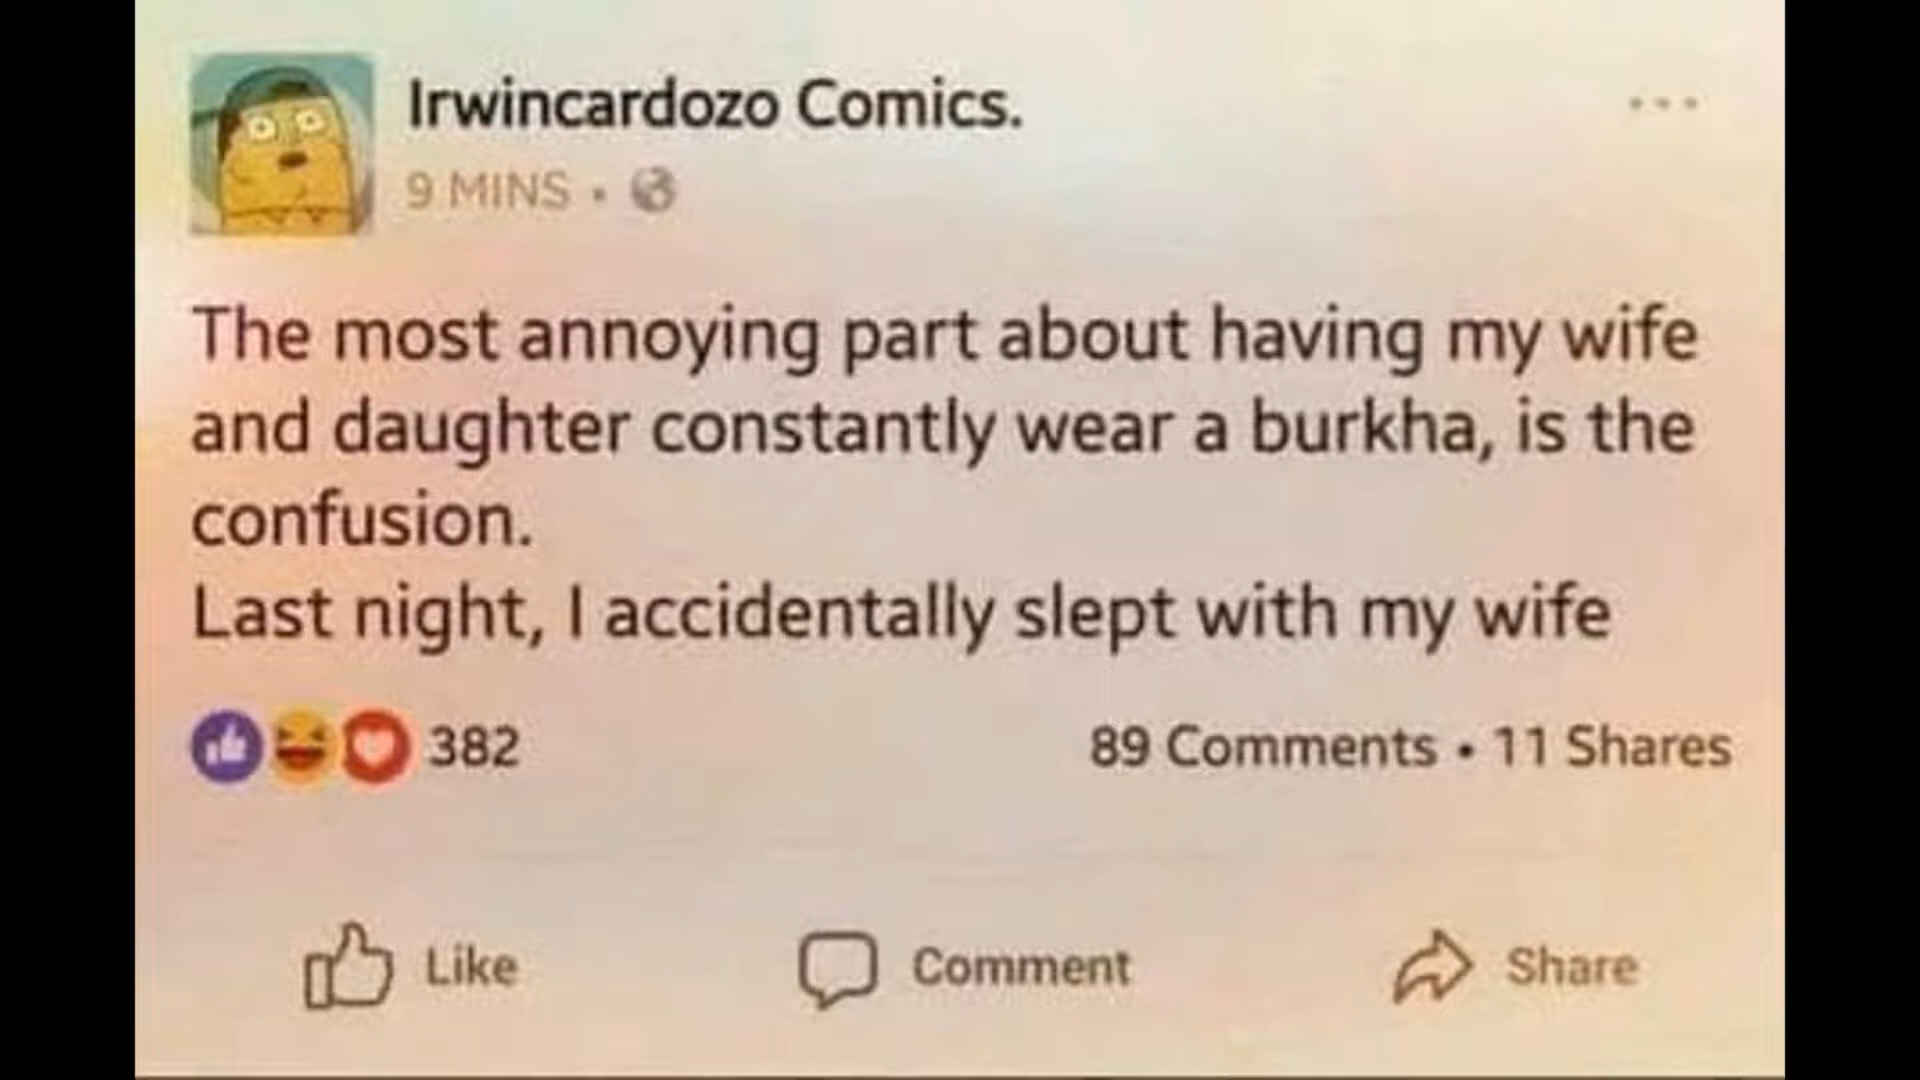 Irwincardozo Comics.
9 MINS •
The most annoying part about having my wife
and daughter constantly wear a burkha, is the
confusion.
Last night, I accidentally slept with my wife
382
89 Comments • 11 Shares
Like
Comment
Share